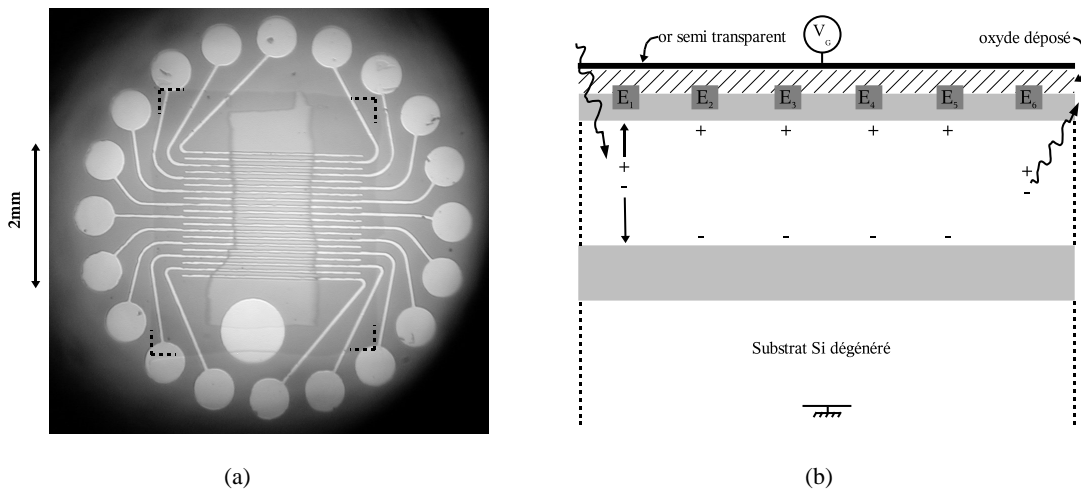 2mm
(a)
V_G
or semi transparent
oxyde déposé
E_1 E_2 E_3 E_4 E_5 E_6
+ + + +
+ +
- -
- - - - -
Substrat Si dégénéré
(b)